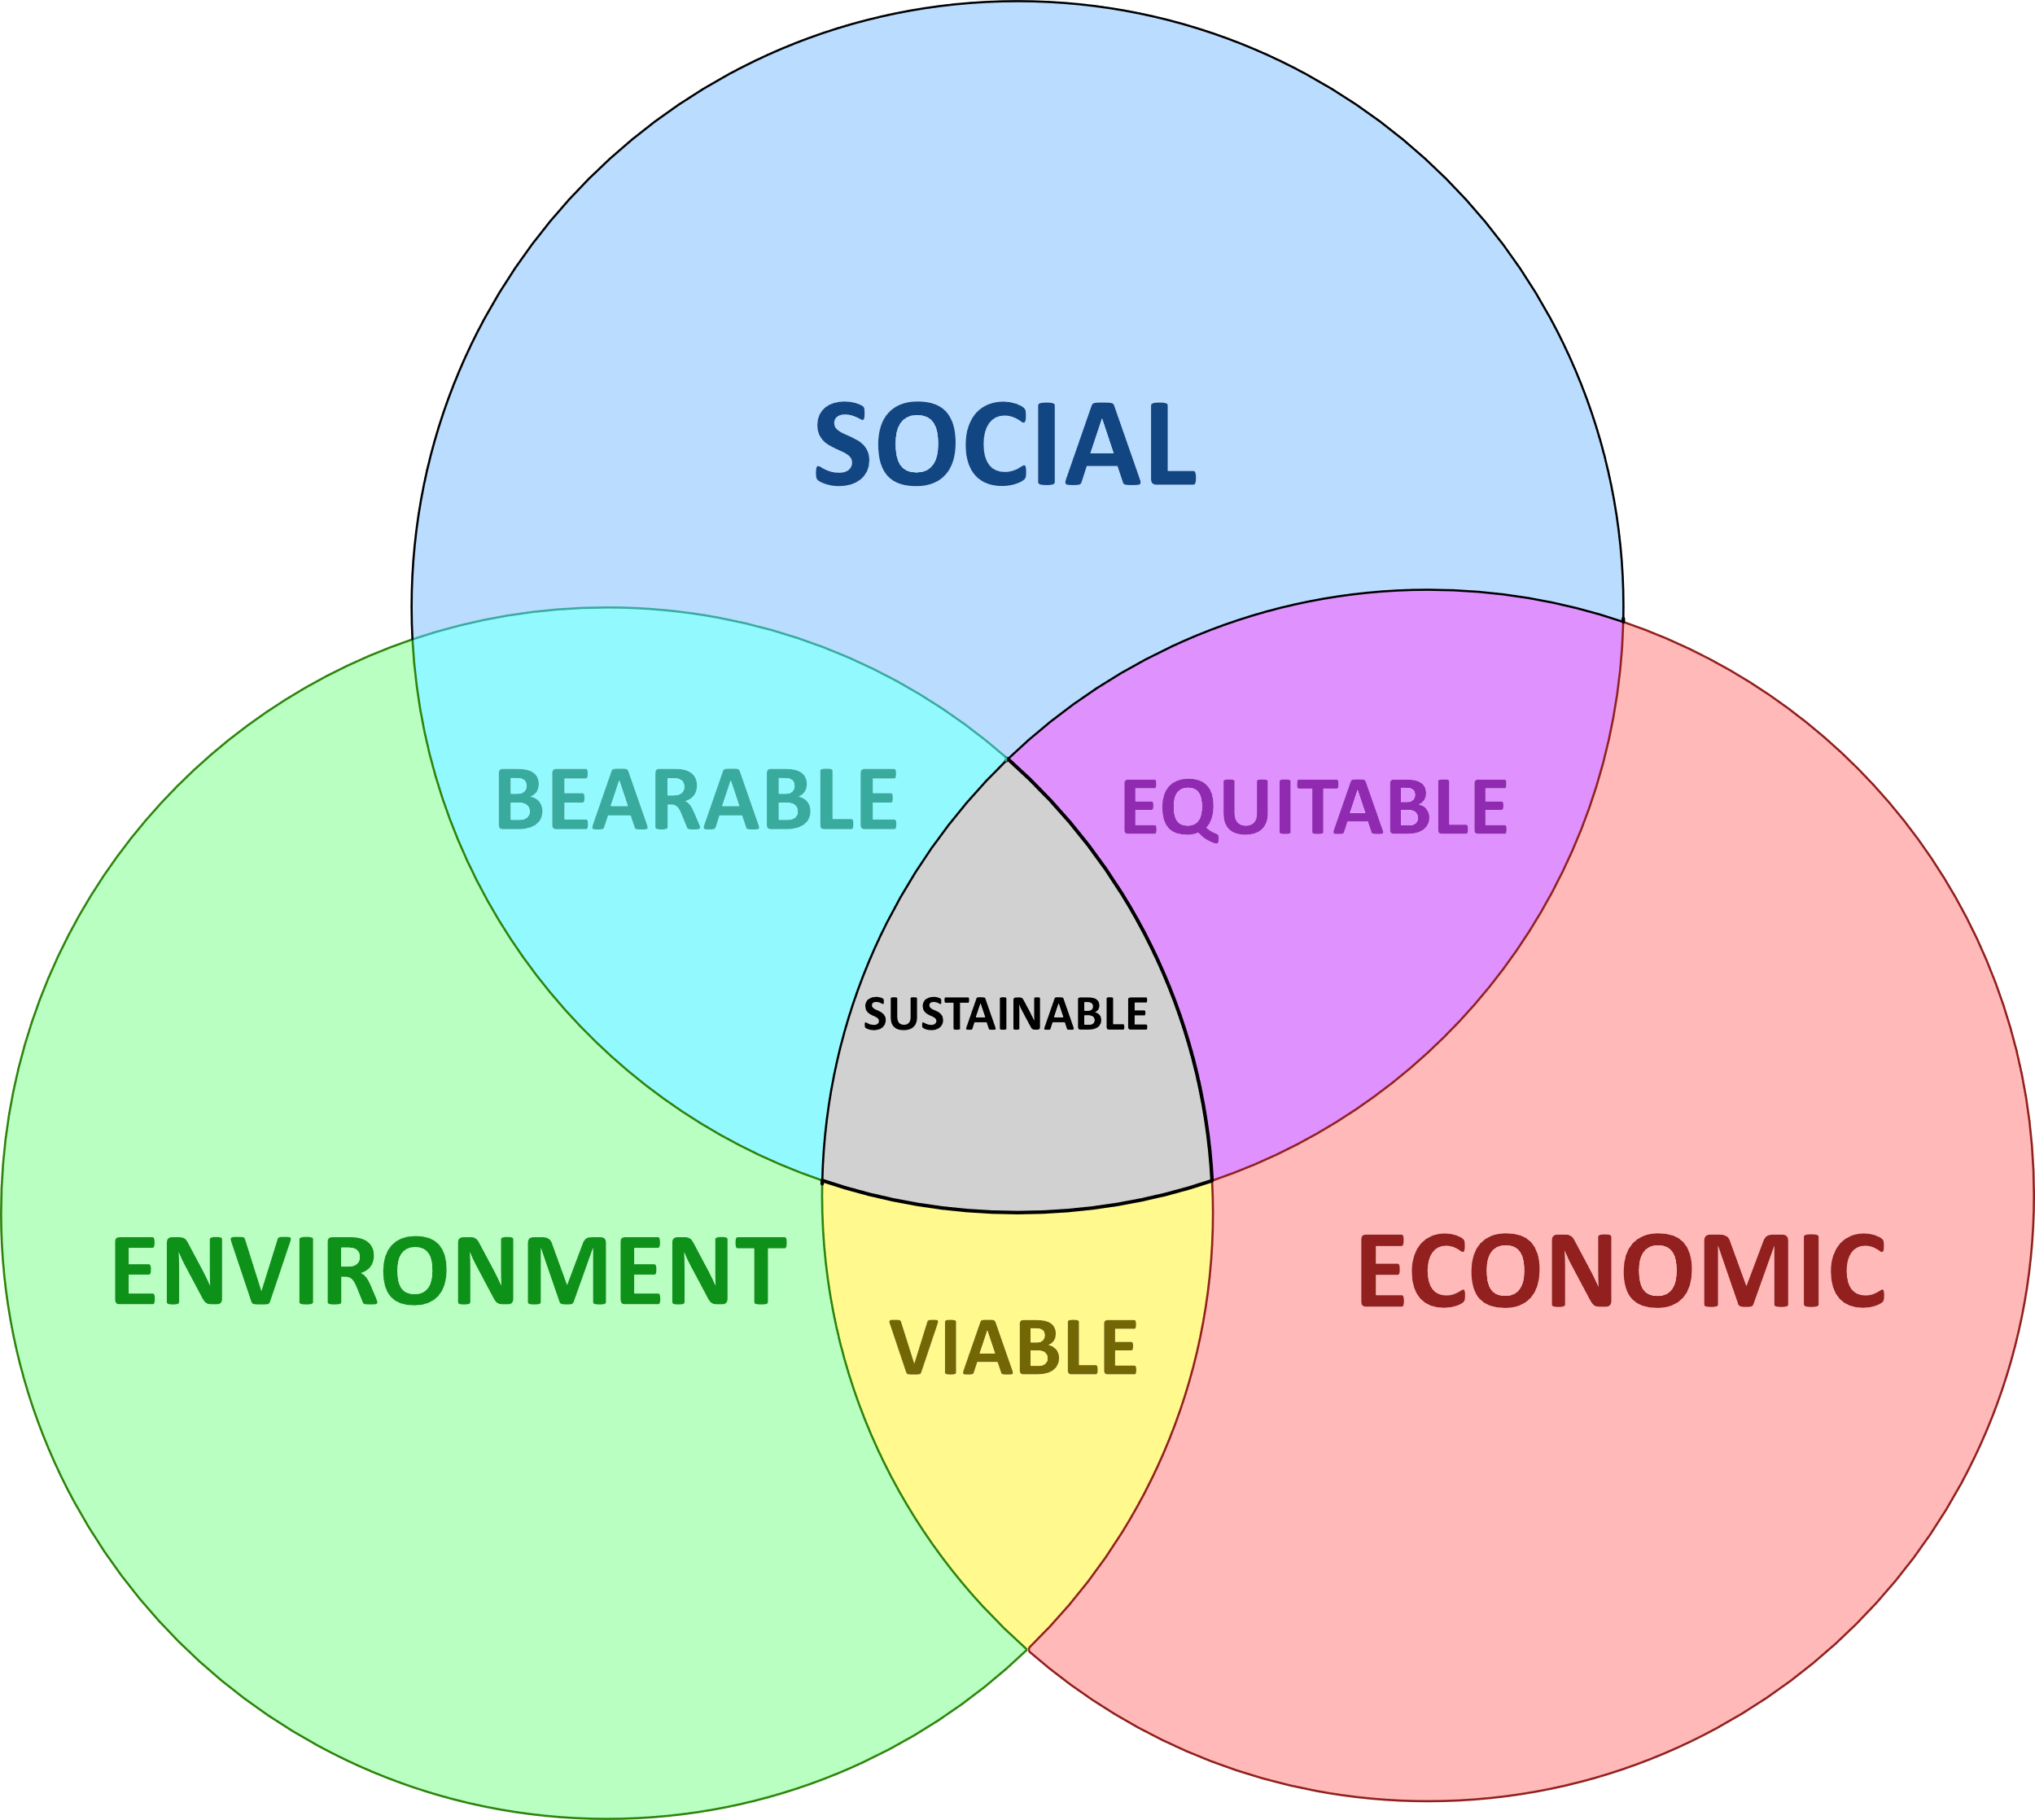 SOCIAL
BEARABLE
EQUITABLE
SUSTAINABLE
ENVIRONMENT
ECONOMIC
VIABLE